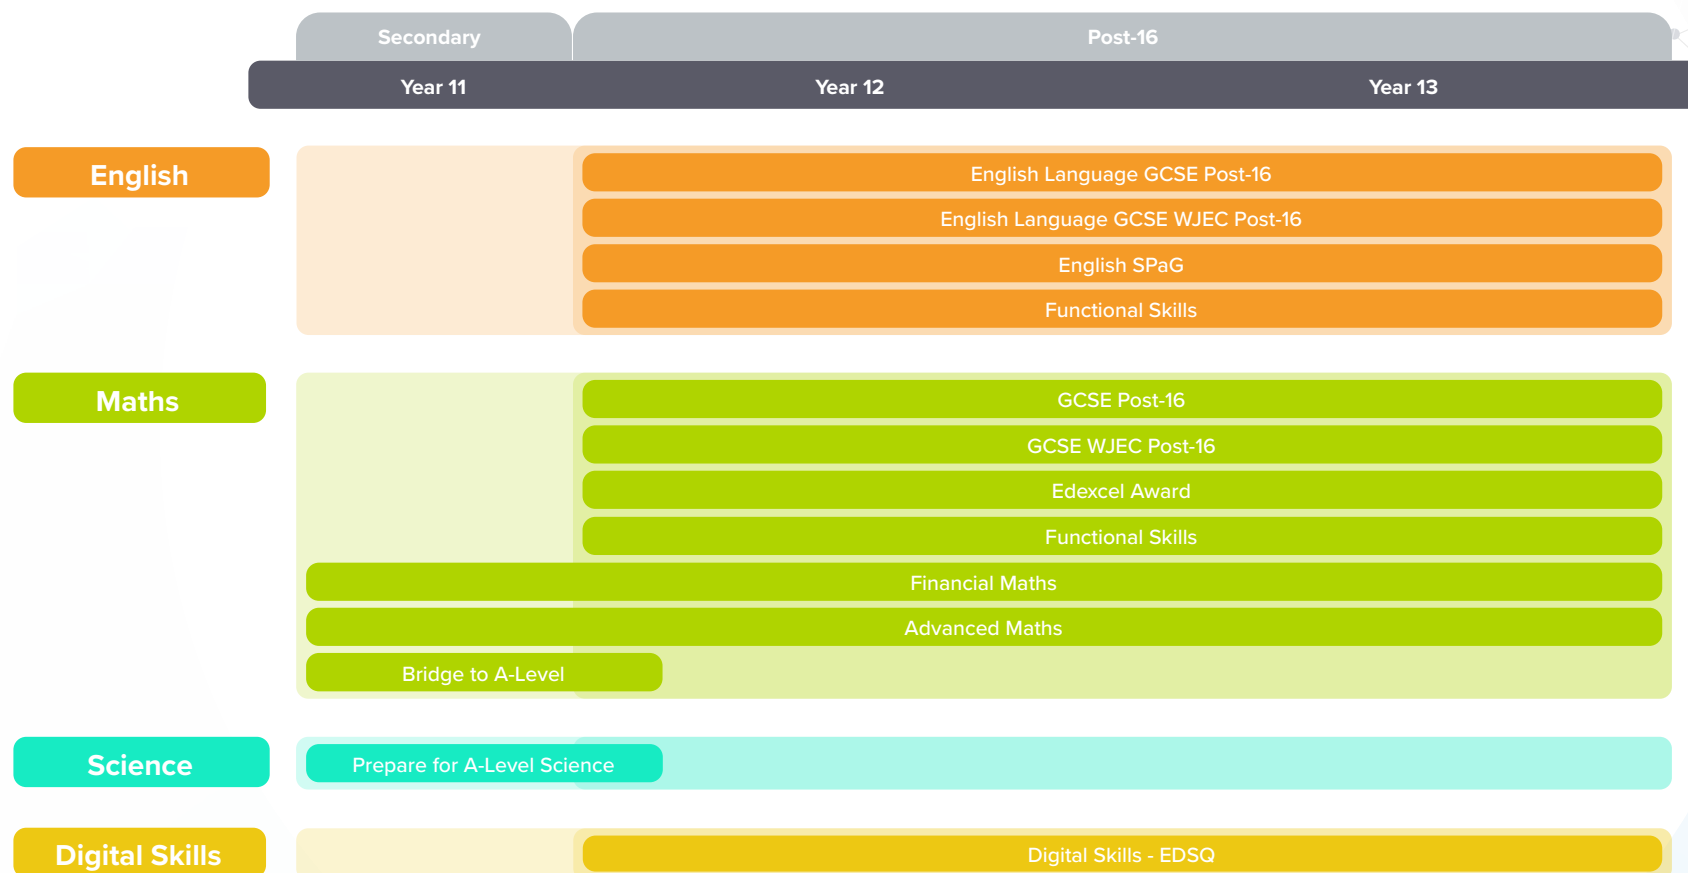 Secondary
Post-16
Year 11
Year 12
Year 13
English
English Language GCSE Post-16
English Language GCSE WJEC Post-16
English SPaG
Functional Skills
Maths
GCSE Post-16
GCSE WJEC Post-16
Edexcel Award
Functional Skills
Financial Maths
Advanced Maths
Bridge to A-Level
Science
Prepare for A-Level Science
Digital Skills
Digital Skills - EDSQ